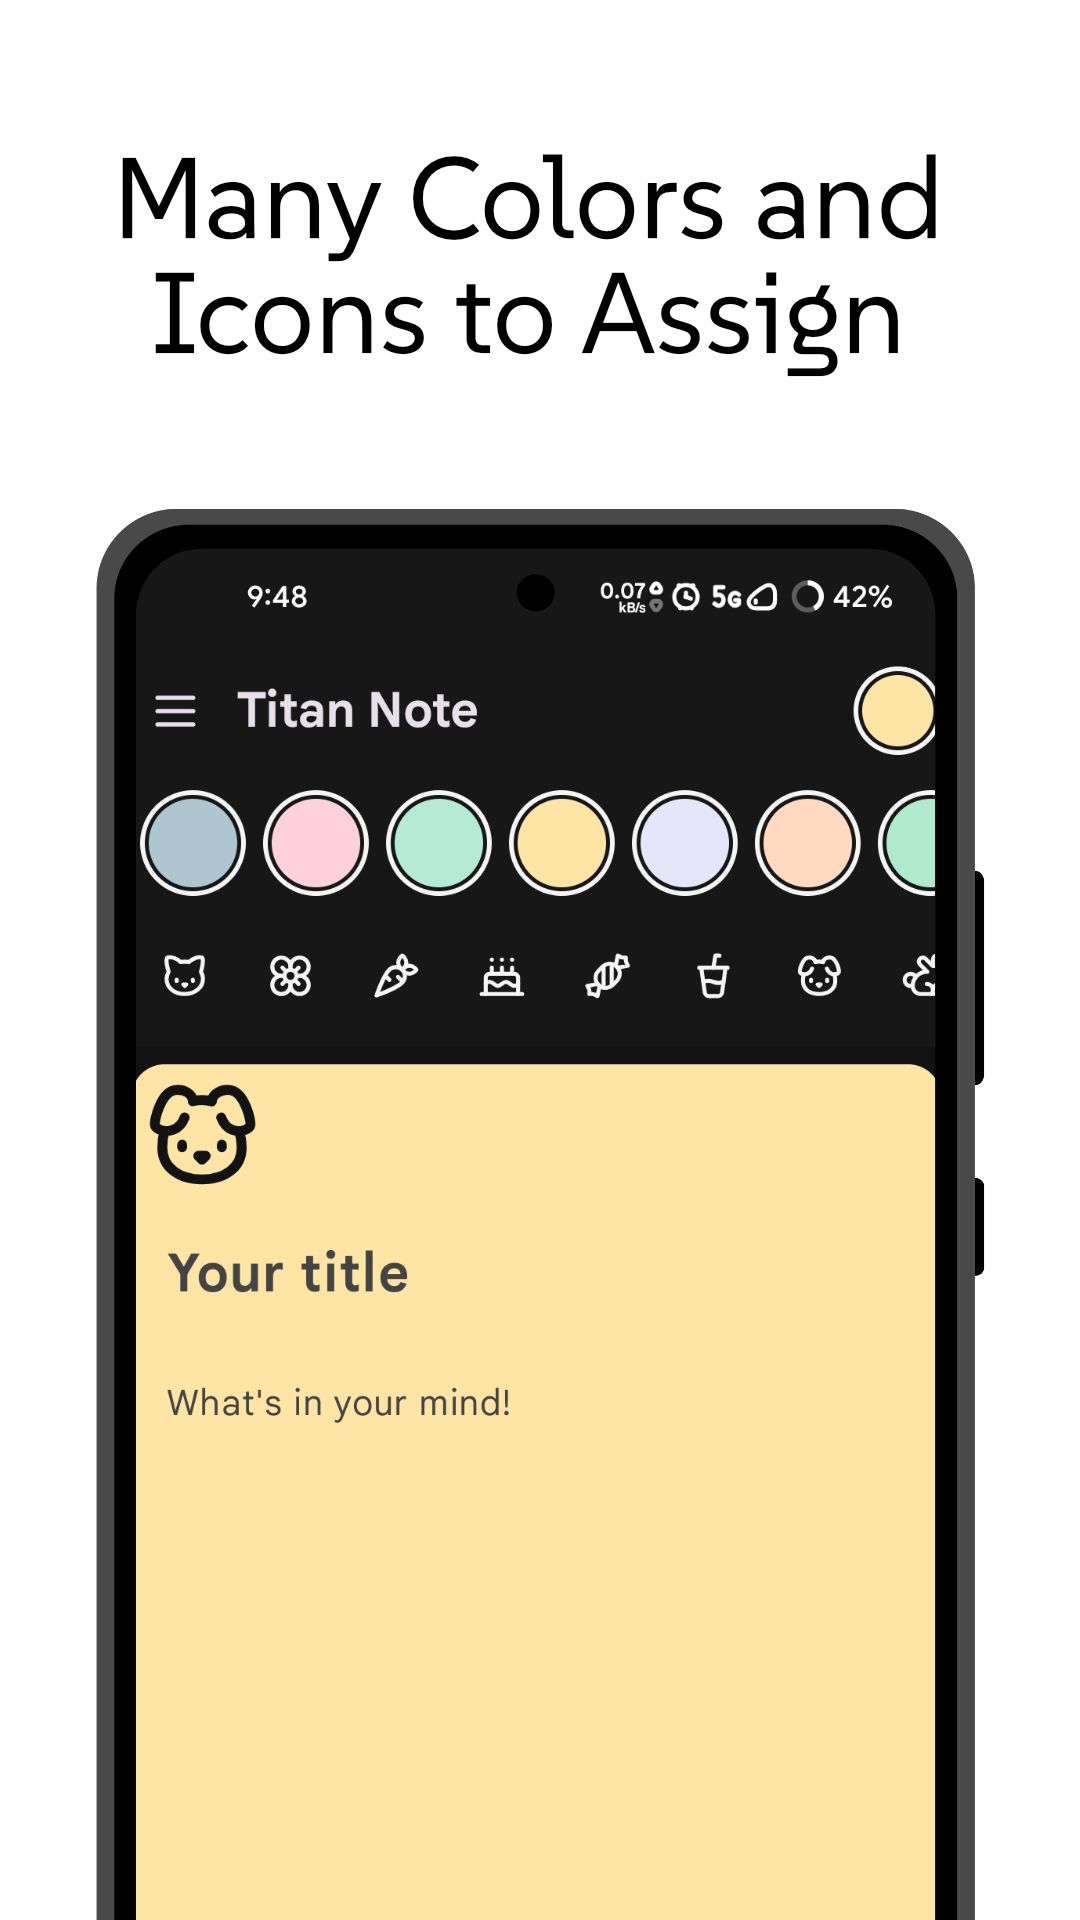 Many Colors and
Icons to Assign
9:48
0.07
kB/s
5G
42%
Titan Note
Your title
What's in your mind!